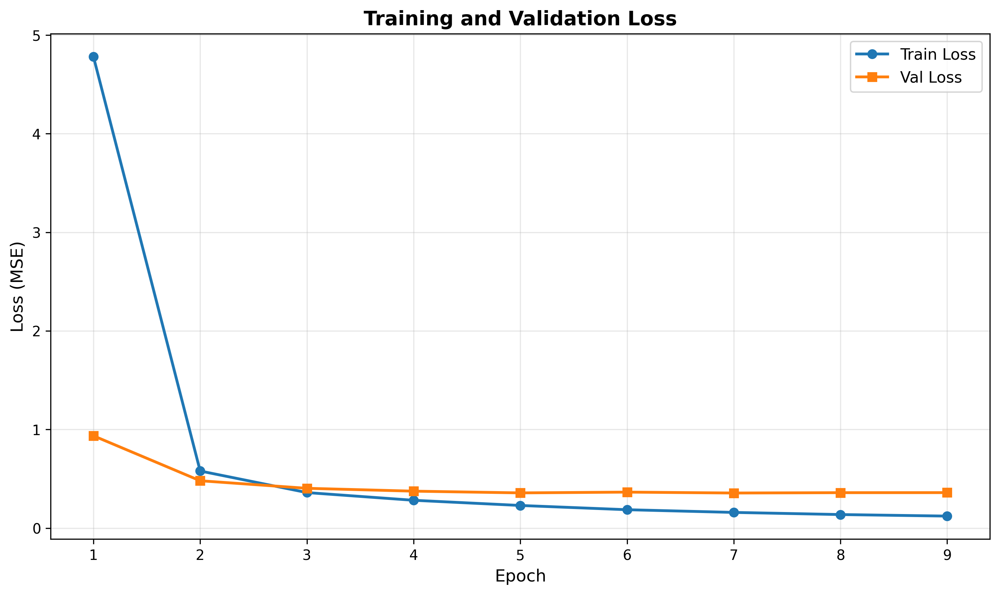 Training and Validation Loss
5
4
3
2
1
0
Loss (MSE)
Train Loss
Val Loss
1 2 3 4 5 6 7 8 9
Epoch